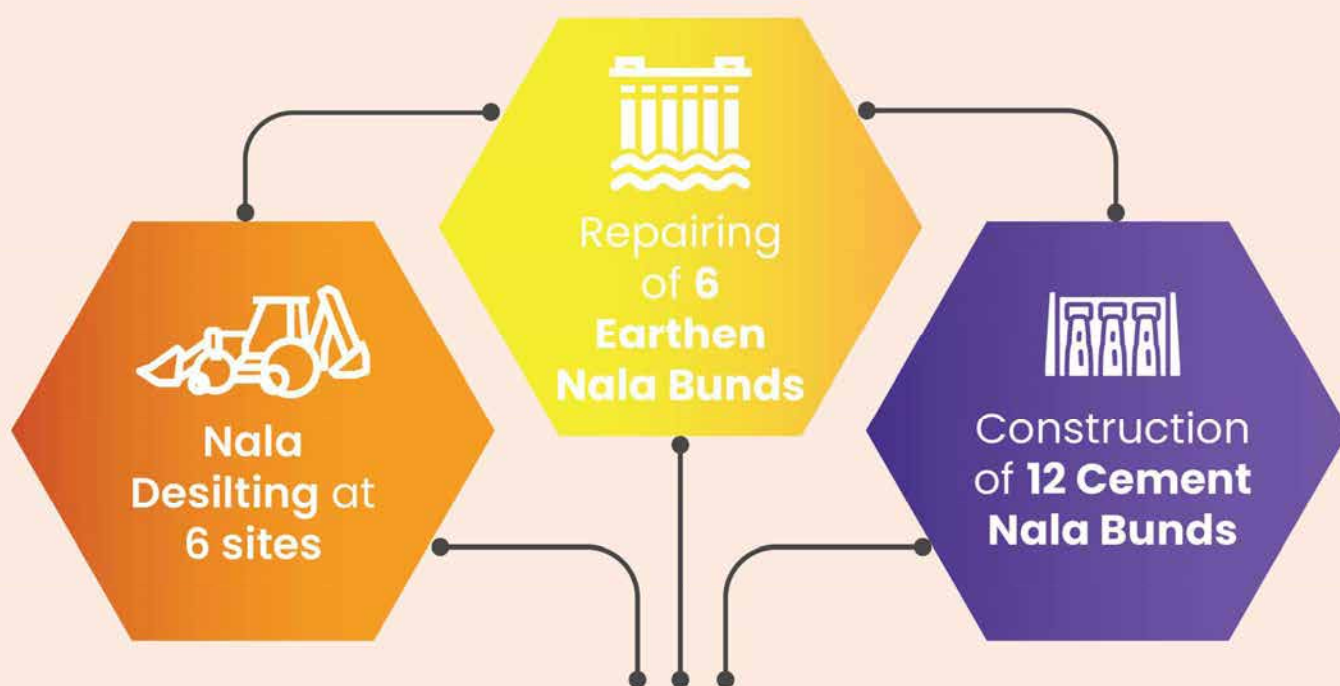 Repairing
of 6
Earthen
Nala Bunds
Nala
Desilting at
6 sites
Construction
of 12 Cement
Nala Bunds